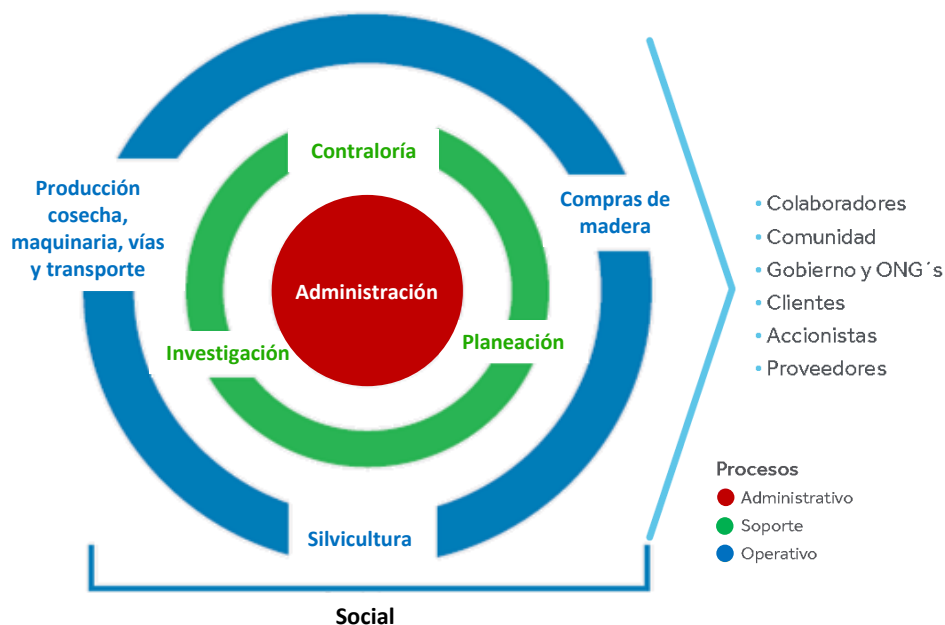 Contraloría
Producción
cosecha,
maquinaria, vías
y transporte
Compras de
madera
Administración
Investigación
Planeación
Silvicultura
Social
• Colaboradores
• Comunidad
• Gobierno y ONG´s
• Clientes
• Accionistas
• Proveedores
Procesos
Administrativo
Soporte
Operativo